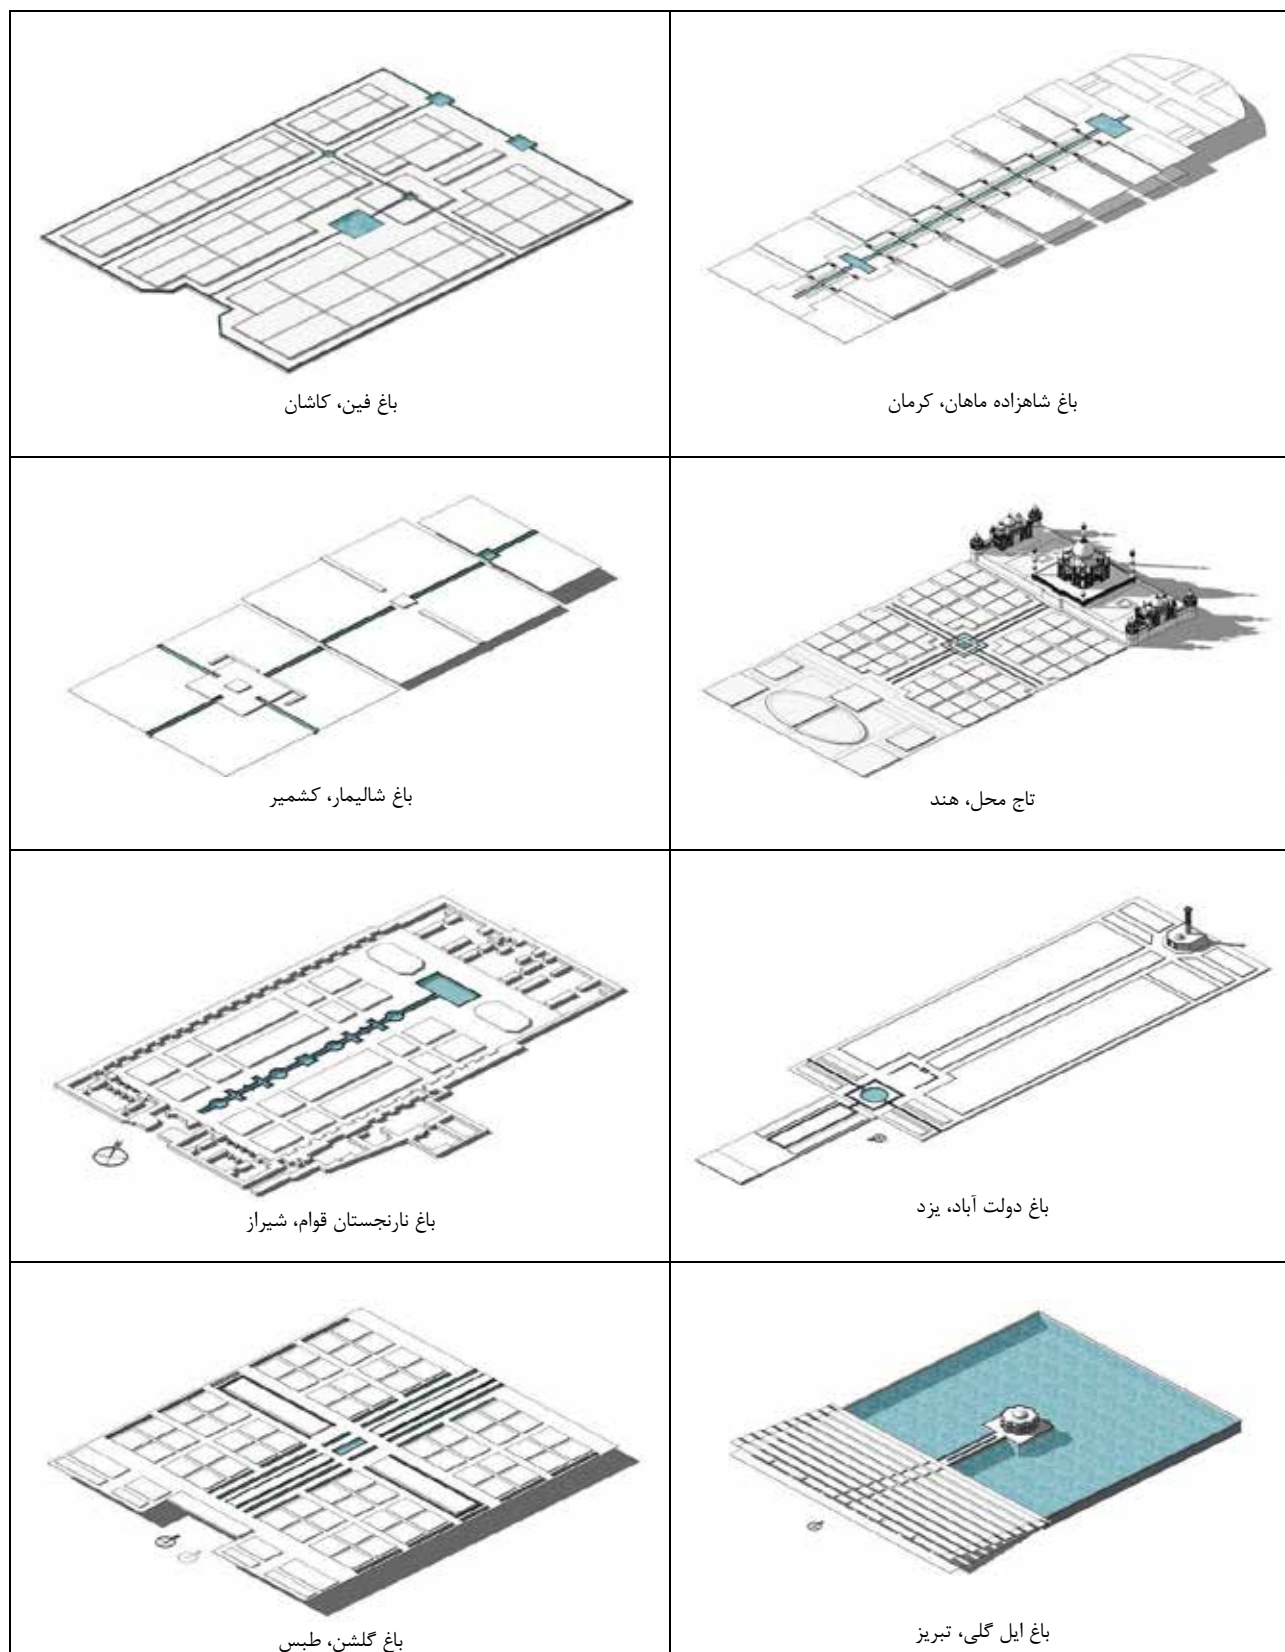 باغ شاهزاده ماهان، کرمان
باغ فین، کاشان
تاج محل، هند
باغ شالیمار، کشمیر
باغ دولت آباد، یزد
باغ نارنجستان قوام، شیراز
باغ ایل گلی، تبریز
باغ گلشن، طبس